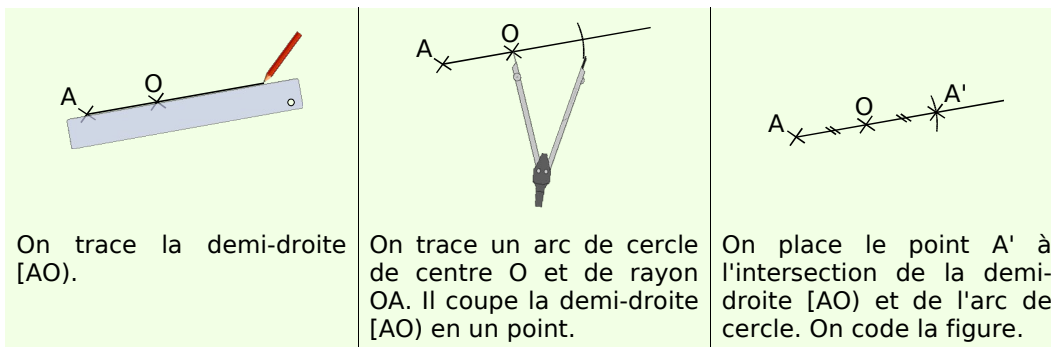 A
O
On trace la demi-droite
[AO).
A
O
On trace un arc de cercle
de centre O et de rayon
OA. Il coupe la demi-droite
[AO) en un point.
A
O
A'
On place le point A' à
l'intersection de la demi-
droite [AO) et de l'arc de
cercle. On code la figure.